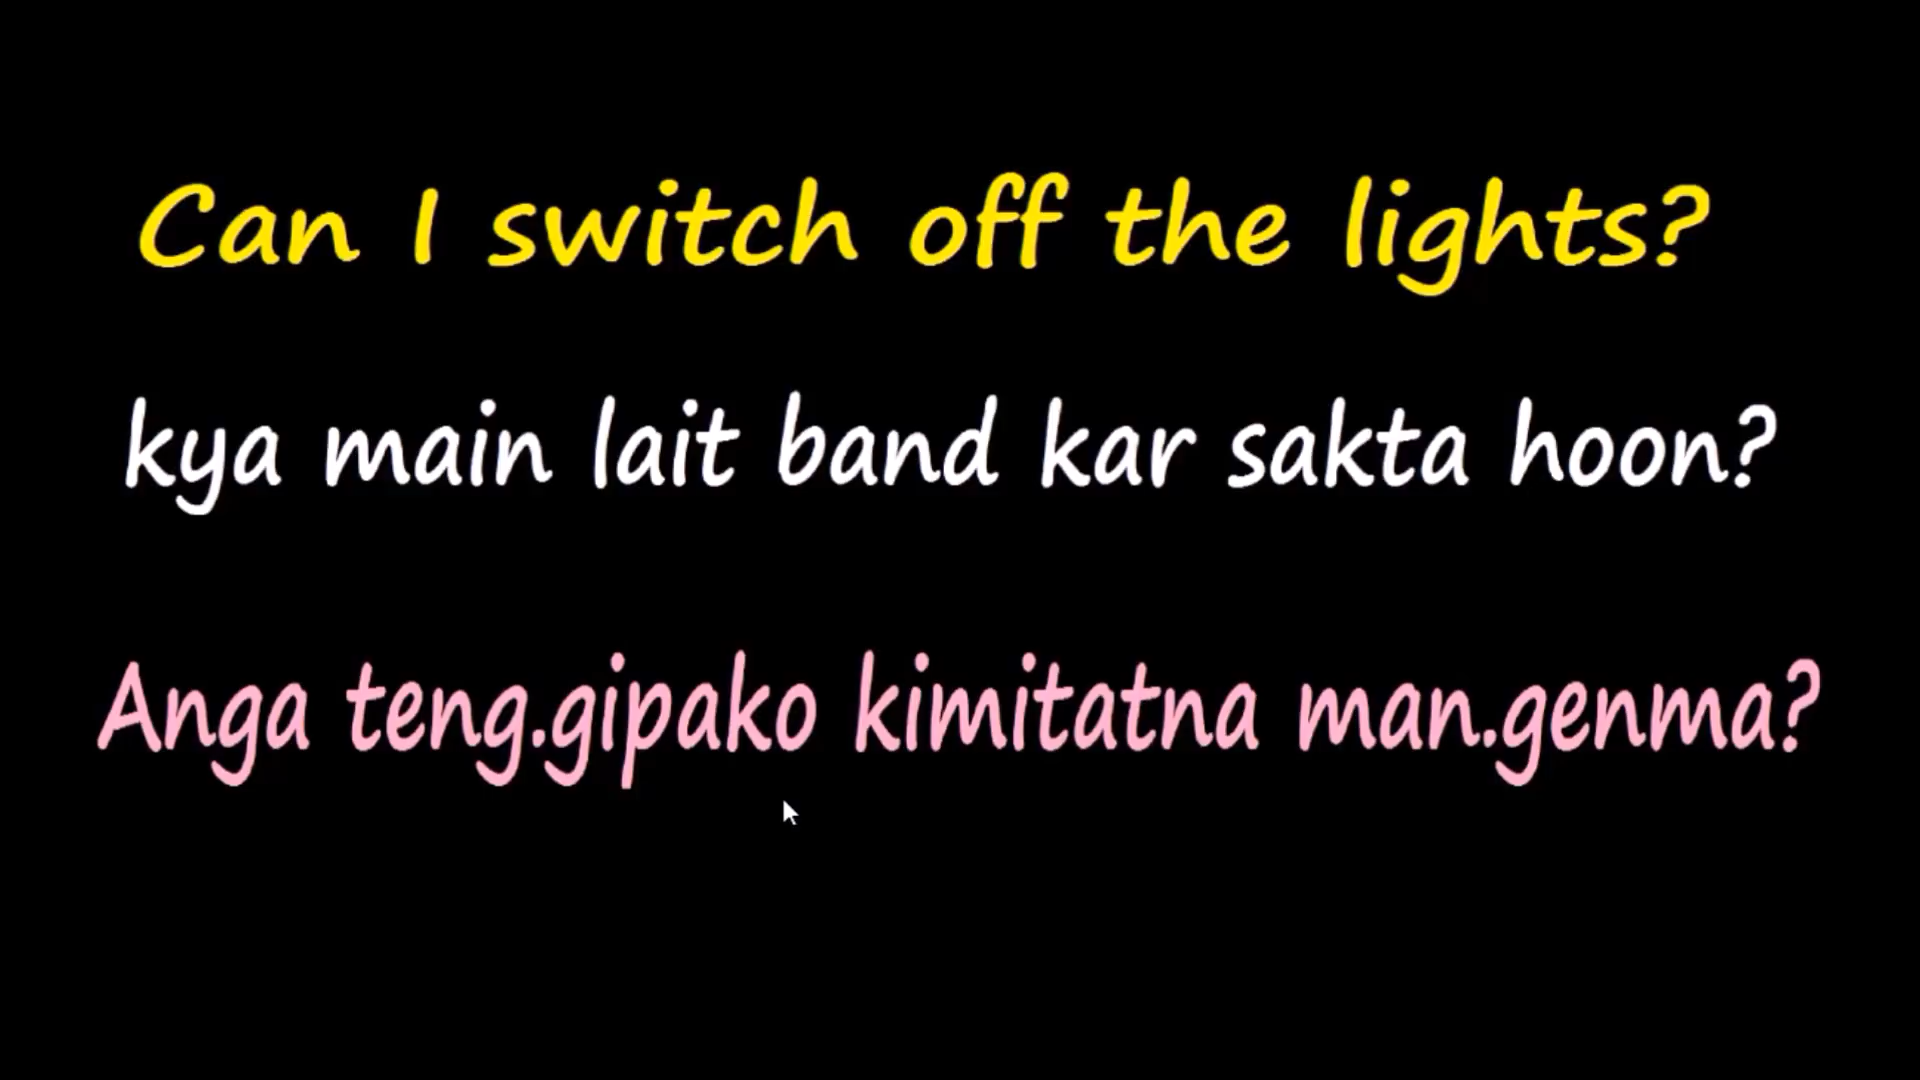 Can I switch off the lights?
kya main lait band kar sakta hoon?
Anga teng.gipako kimitatna man.genma?